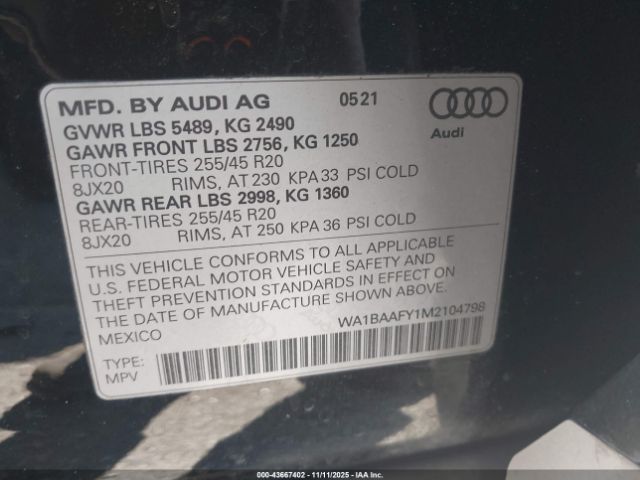 MFD. BY AUDI AG 0521
Audi
GVWR LBS 5489, KG 2490
GAWR FRONT LBS 2756, KG 1250
FRONT-TIRES 255/45 R20
8JX20 RIMS, AT 230 KPA 33 PSI COLD
GAWR REAR LBS 2998, KG 1360
REAR-TIRES 255/45 R20
8JX20 RIMS, AT 250 KPA 36 PSI COLD
THIS VEHICLE CONFORMS TO ALL APPLICABLE
U.S. FEDERAL MOTOR VEHICLE SAFETY AND
THEFT PREVENTION STANDARDS IN EFFECT ON
THE DATE OF MANUFACTURE SHOWN ABOVE.
MEXICO
WA1BAAFY1M2104798
TYPE:
MPV
000-43667402 - 11/11/2025 - IAA Inc.